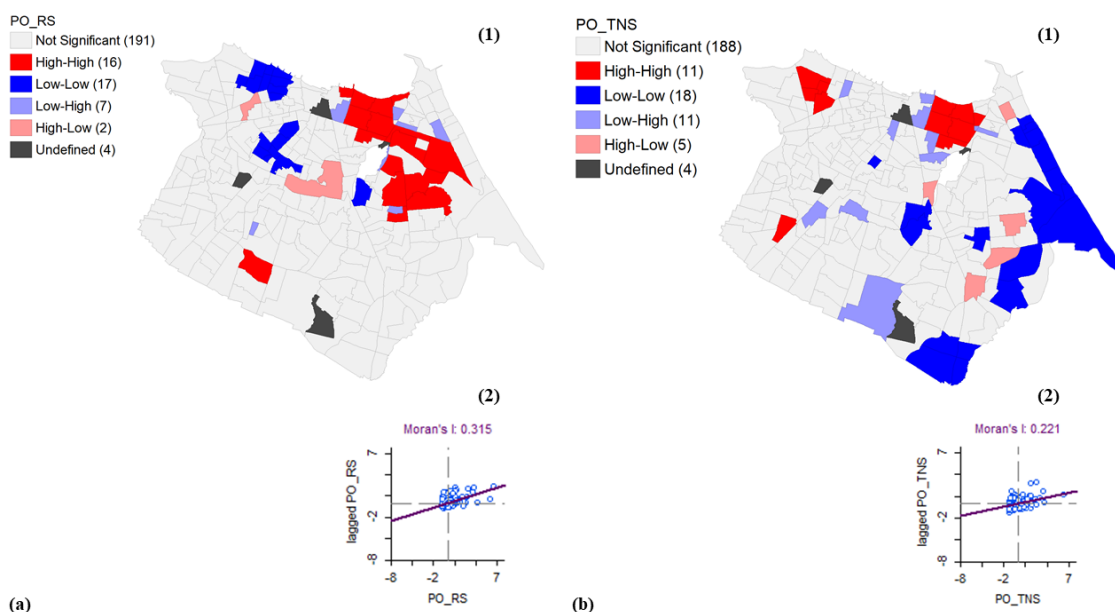 PO_RS
Not Significant (191)
High-High (16)
Low-Low (17)
Low-High (7)
High-Low (2)
Undefined (4)
(1)
(2)
Moran's I: 0.315
lagged PO_RS
7
-2
-8
-8
-2
7
PO_RS
(a)
PO_TNS
Not Significant (188)
High-High (11)
Low-Low (18)
Low-High (11)
High-Low (5)
Undefined (4)
(1)
(2)
Moran's I: 0.221
lagged PO_TNS
7
-2
-8
-8
-2
7
PO_TNS
(b)